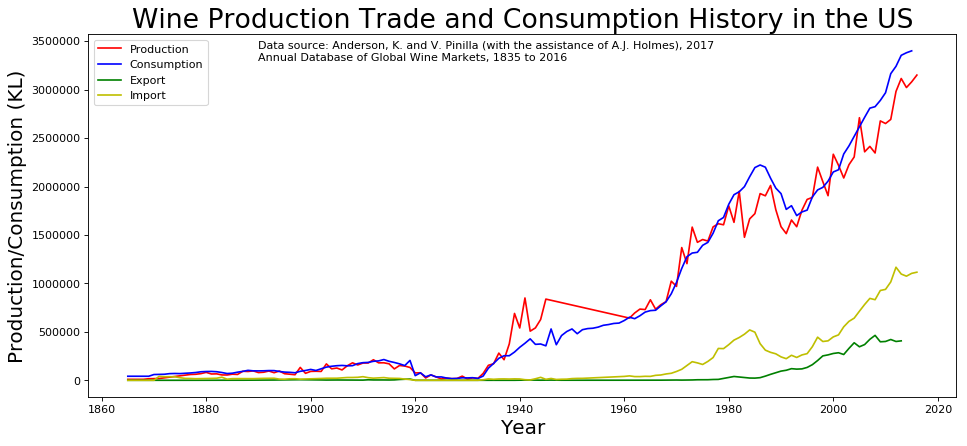 Wine Production Trade and Consumption History in the US
Data source: Anderson, K. and V. Pinilla (with the assistance of A.J. Holmes), 2017
Annual Database of Global Wine Markets, 1835 to 2016
Production
Consumption
Export
Import
Production/Consumption (KL)
3500000
3000000
2500000
2000000
1500000
1000000
500000
0
1860 1880 1900 1920 1940 1960 1980 2000 2020
Year